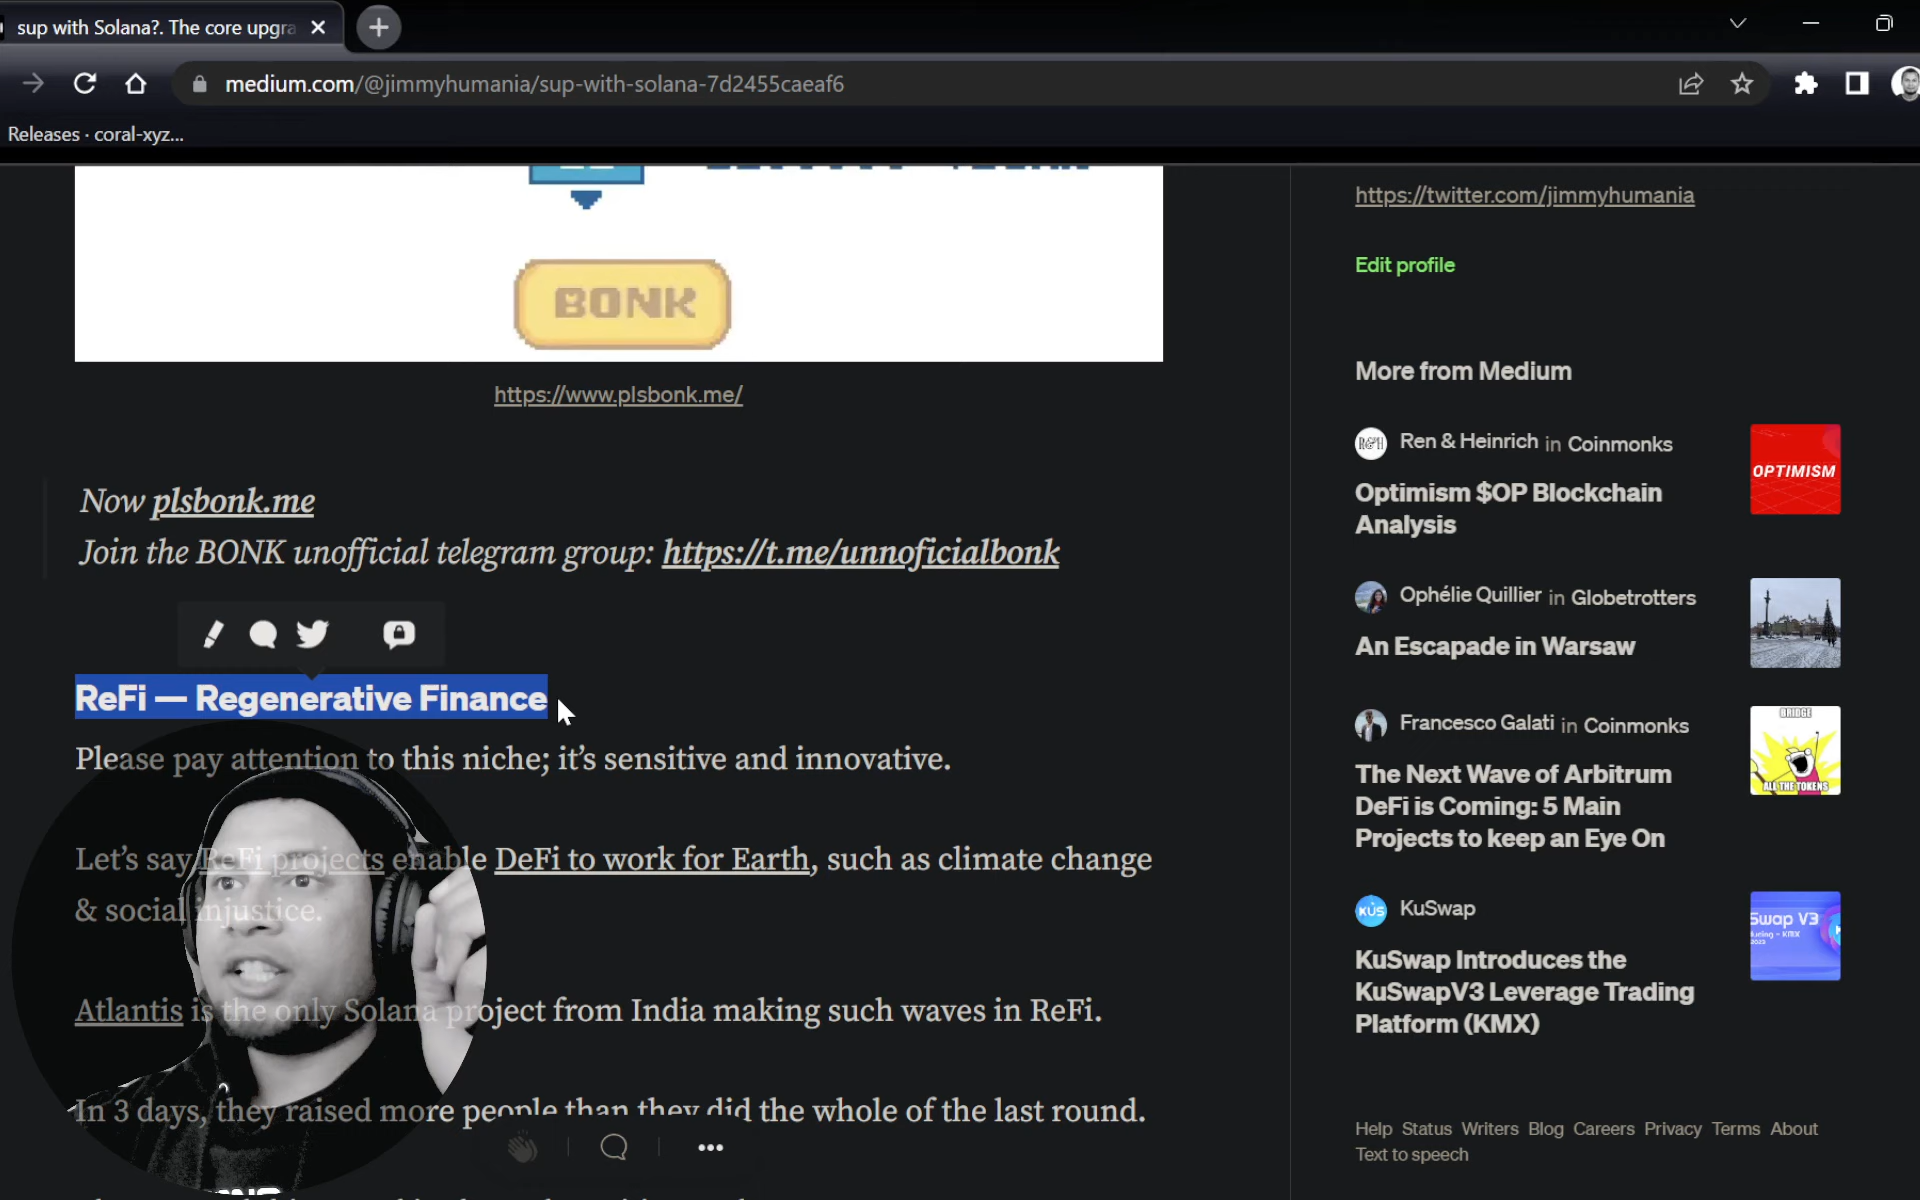 sup with Solana?. The core upgra
medium.com/@jimmyhumania/sup-with-solana-7d2455caeaf6
Releases · coral-xyz...
BONK
https://www.plsbonk.me/
Now plsbonk.me
Join the BONK unofficial telegram group: https://t.me/unnoficialbonk
ReFi — Regenerative Finance
Please pay attention to this niche; it's sensitive and innovative.
Let's say ReFi projects enable DeFi to work for Earth, such as climate change
& social injustice.
Atlantis is the only Solana project from India making such waves in ReFi.
In 3 days, they raised more people than they did the whole of the last round.
https://twitter.com/jimmyhumania
Edit profile
More from Medium
R&H
Ren & Heinrich in Coinmonks
Optimism $OP Blockchain
Analysis
OPTIMISM
Ophélie Quillier in Globetrotters
An Escapade in Warsaw
Francesco Galati in Coinmonks
The Next Wave of Arbitrum
DeFi is Coming: 5 Main
Projects to keep an Eye On
BRIDGE
ALL THE TOKENS
KUS
KuSwap
KuSwap Introduces the
KuSwapV3 Leverage Trading
Platform (KMX)
Swap V3
Help Status Writers Blog Careers Privacy Terms About
Text to speech